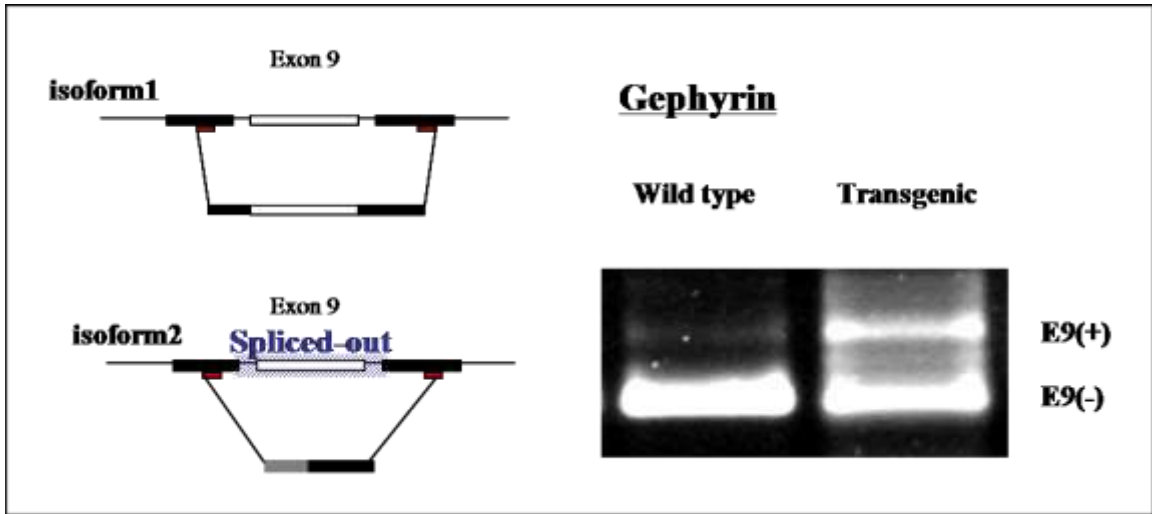 Exon 9
isoform1
Exon 9
isoform2
Spliced-out
Gephyrin
Wild type Transgenic
E9(+)
E9(-)